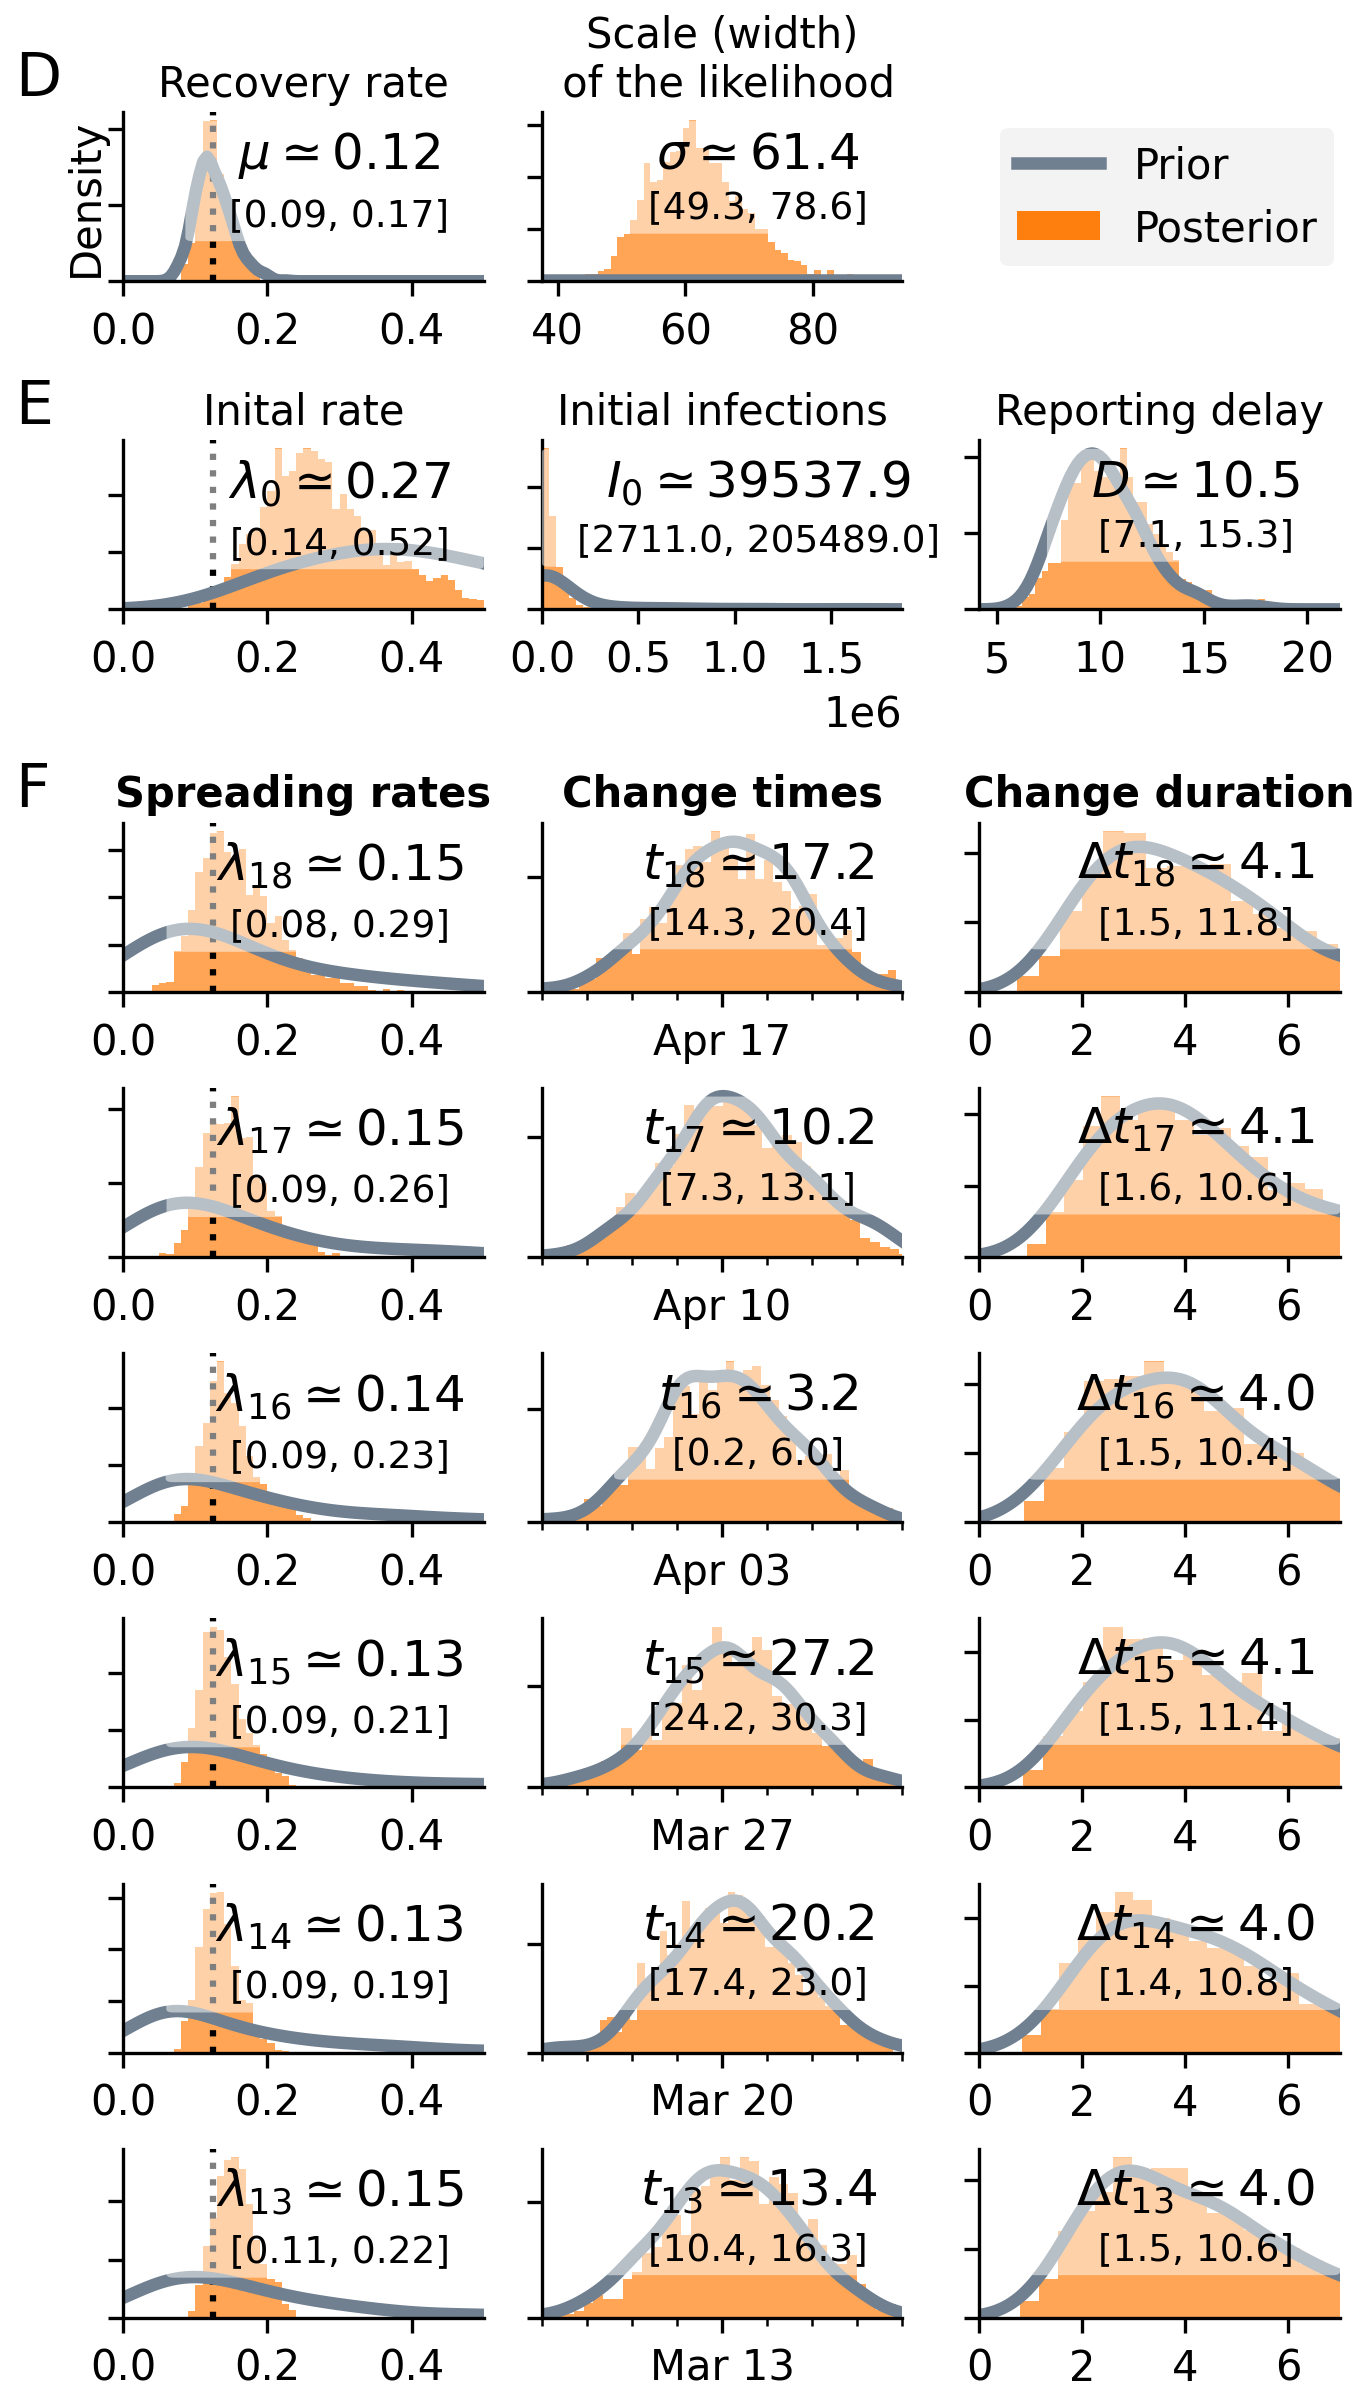 D
Recovery rate
Scale (width)
of the likelihood
Density
μ ≃ 0.12
[0.09, 0.17]
0.0 0.2 0.4
σ ≃ 61.4
[49.3, 78.6]
40 60 80
Prior
Posterior
E
Inital rate
λ0 ≃ 0.27
[0.14, 0.52]
0.0 0.2 0.4
Initial infections
I0 ≃ 39537.9
[2711.0, 205489.0]
0.0 0.5 1.0 1.5
1e6
Reporting delay
D ≃ 10.5
[7.1, 15.3]
5 10 15 20
F
Spreading rates
Change times
Change duration
λ18 ≃ 0.15
[0.08, 0.29]
0.0 0.2 0.4
t18 ≃ 17.2
[14.3, 20.4]
Apr 17
Δt18 ≃ 4.1
[1.5, 11.8]
0 2 4 6
λ17 ≃ 0.15
[0.09, 0.26]
0.0 0.2 0.4
t17 ≃ 10.2
[7.3, 13.1]
Apr 10
Δt17 ≃ 4.1
[1.6, 10.6]
0 2 4 6
λ16 ≃ 0.14
[0.09, 0.23]
0.0 0.2 0.4
t16 ≃ 3.2
[0.2, 6.0]
Apr 03
Δt16 ≃ 4.0
[1.5, 10.4]
0 2 4 6
λ15 ≃ 0.13
[0.09, 0.21]
0.0 0.2 0.4
t15 ≃ 27.2
[24.2, 30.3]
Mar 27
Δt15 ≃ 4.1
[1.5, 11.4]
0 2 4 6
λ14 ≃ 0.13
[0.09, 0.19]
0.0 0.2 0.4
t14 ≃ 20.2
[17.4, 23.0]
Mar 20
Δt14 ≃ 4.0
[1.4, 10.8]
0 2 4 6
λ13 ≃ 0.15
[0.11, 0.22]
0.0 0.2 0.4
t13 ≃ 13.4
[10.4, 16.3]
Mar 13
Δt13 ≃ 4.0
[1.5, 10.6]
0 2 4 6